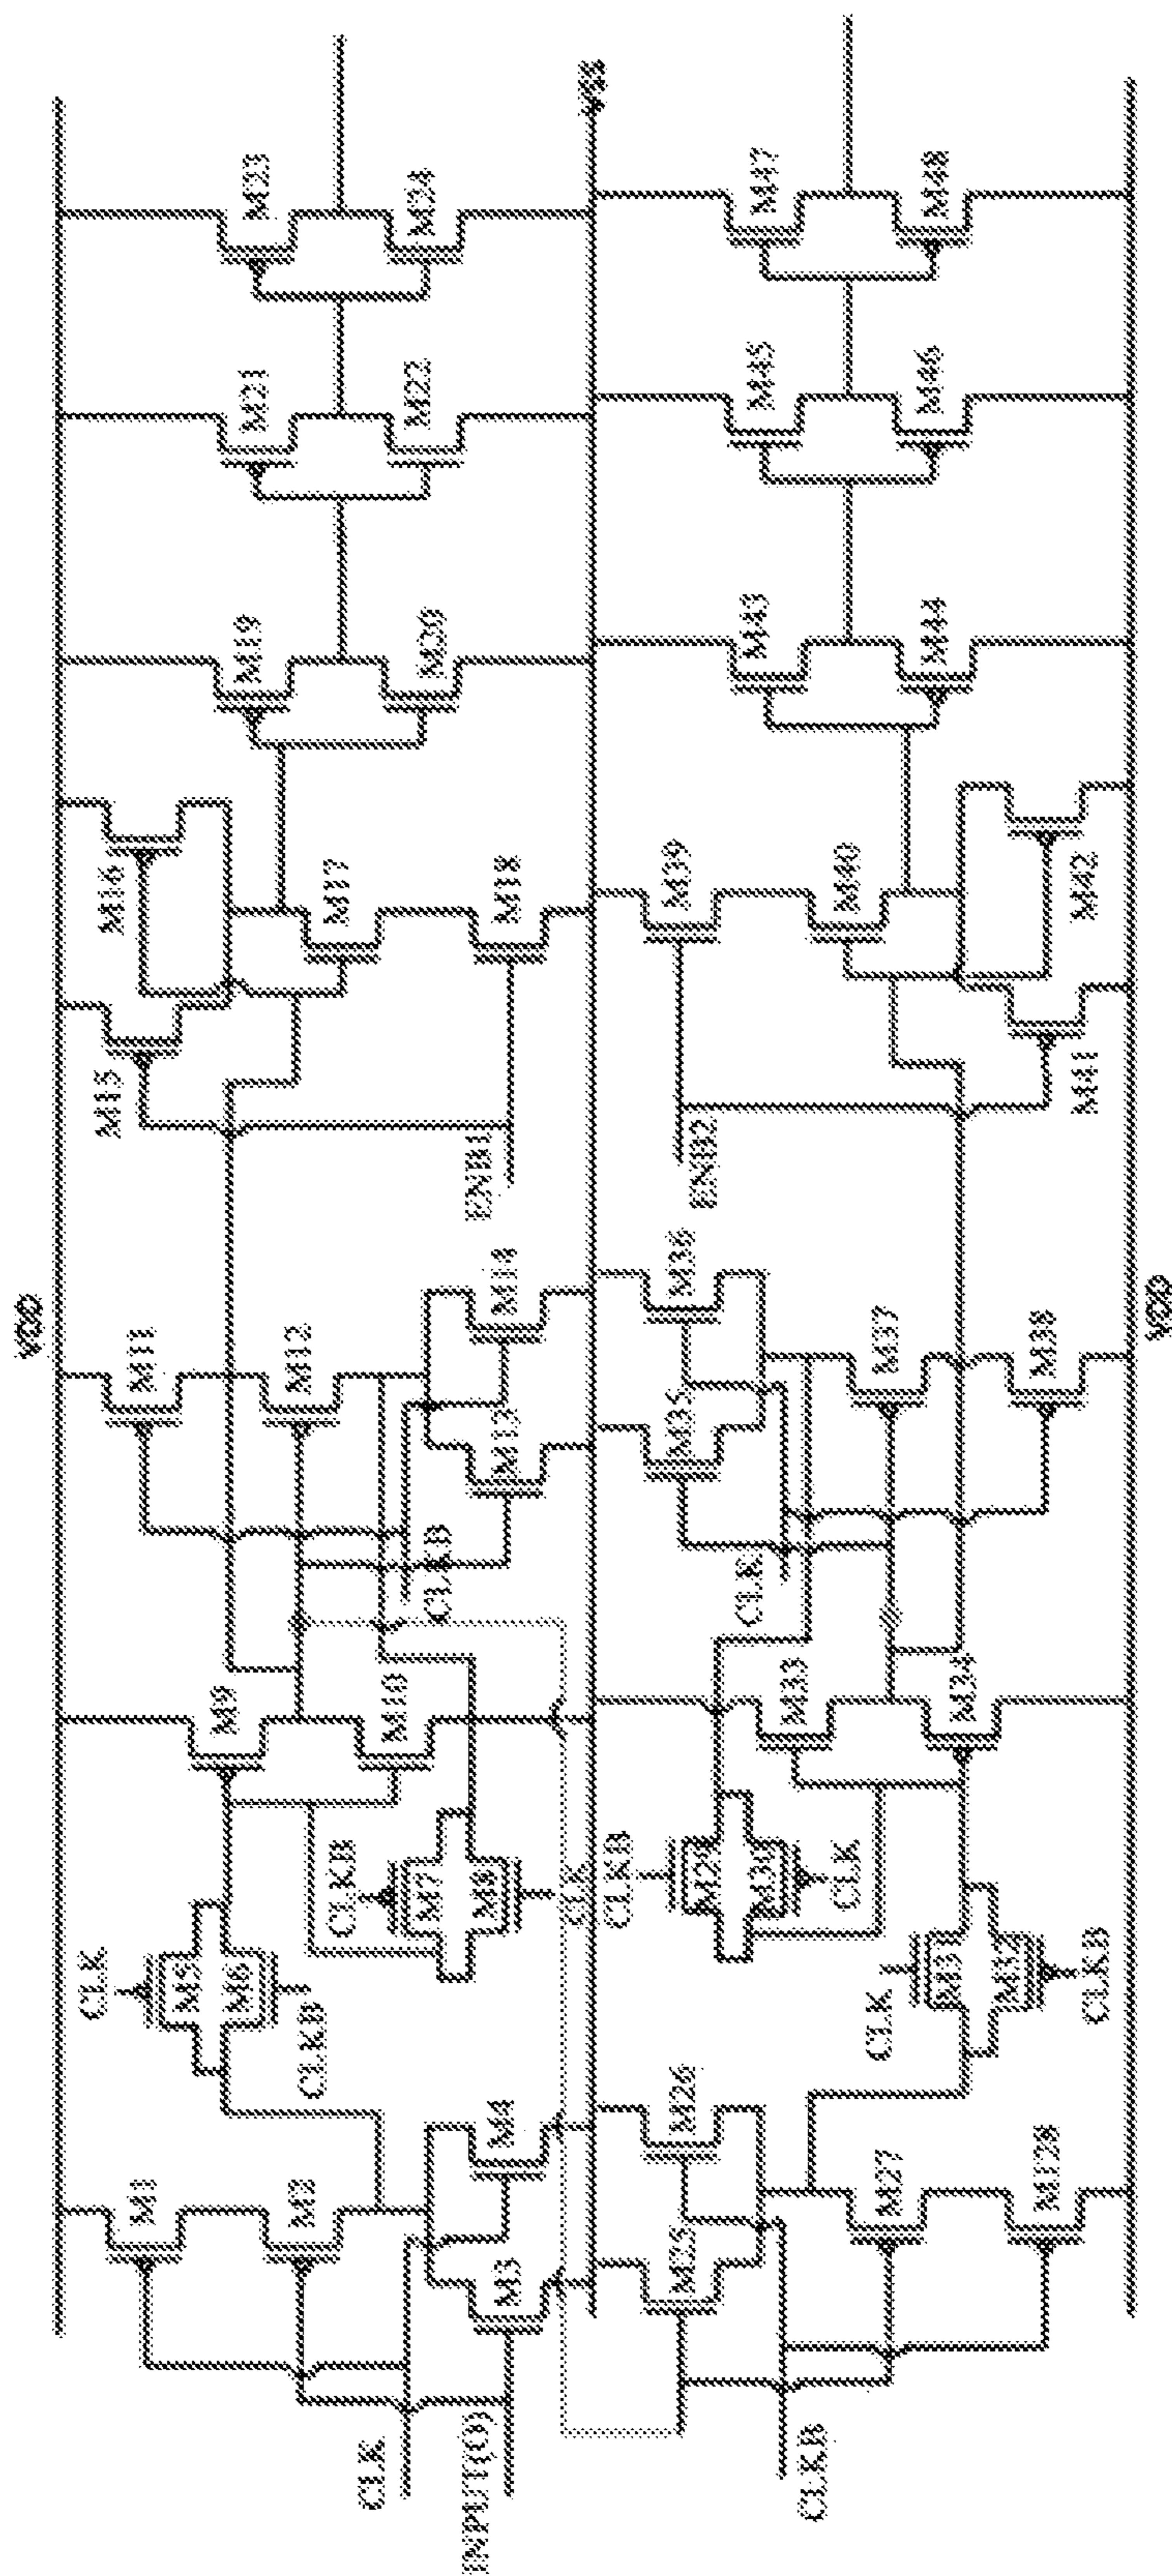 VDD
M1
M2
M3
M4
CLK
INPUT(O)
CLK
M5
M6
CLKB
CLKB
M7
M8
CLK
M9
M10
M11
M12
M13
M14
CLKB
M15
M16
M17
M18
ENB1
M19
M20
M21
M22
M23
M24
VSS
M25
M26
M27
M128
CLKB
CLKB
M29
M30
CLK
CLK
M31
M32
CLKB
M33
M34
M35
M36
CLK
M37
M38
ENB2
M39
M40
M41
M42
M43
M44
M45
M46
M47
M48
VDD